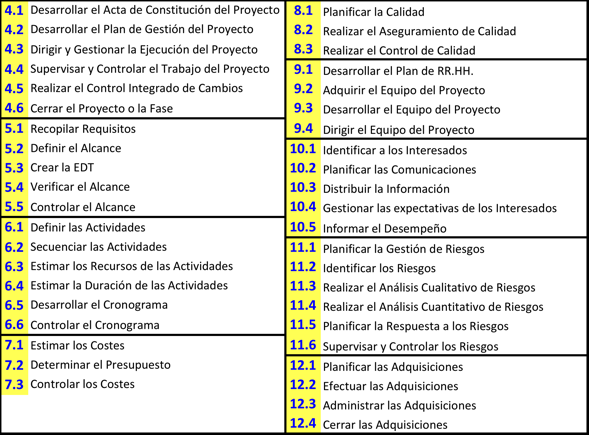 4.1 Desarrollar el Acta de Constitución del Proyecto
4.2 Desarrollar el Plan de Gestión del Proyecto
4.3 Dirigir y Gestionar la Ejecución del Proyecto
4.4 Supervisar y Controlar el Trabajo del Proyecto
4.5 Realizar el Control Integrado de Cambios
4.6 Cerrar el Proyecto o la Fase
5.1 Recopilar Requisitos
5.2 Definir el Alcance
5.3 Crear la EDT
5.4 Verificar el Alcance
5.5 Controlar el Alcance
6.1 Definir las Actividades
6.2 Secuenciar las Actividades
6.3 Estimar los Recursos de las Actividades
6.4 Estimar la Duración de las Actividades
6.5 Desarrollar el Cronograma
6.6 Controlar el Cronograma
7.1 Estimar los Costes
7.2 Determinar el Presupuesto
7.3 Controlar los Costes
8.1 Planificar la Calidad
8.2 Realizar el Aseguramiento de Calidad
8.3 Realizar el Control de Calidad
9.1 Desarrollar el Plan de RR.HH.
9.2 Adquirir el Equipo del Proyecto
9.3 Desarrollar el Equipo del Proyecto
9.4 Dirigir el Equipo del Proyecto
10.1 Identificar a los Interesados
10.2 Planificar las Comunicaciones
10.3 Distribuir la Información
10.4 Gestionar las expectativas de los Interesados
10.5 Informar el Desempeño
11.1 Planificar la Gestión de Riesgos
11.2 Identificar los Riesgos
11.3 Realizar el Análisis Cualitativo de Riesgos
11.4 Realizar el Análisis Cuantitativo de Riesgos
11.5 Planificar la Respuesta a los Riesgos
11.6 Supervisar y Controlar los Riesgos
12.1 Planificar las Adquisiciones
12.2 Efectuar las Adquisiciones
12.3 Administrar las Adquisiciones
12.4 Cerrar las Adquisiciones